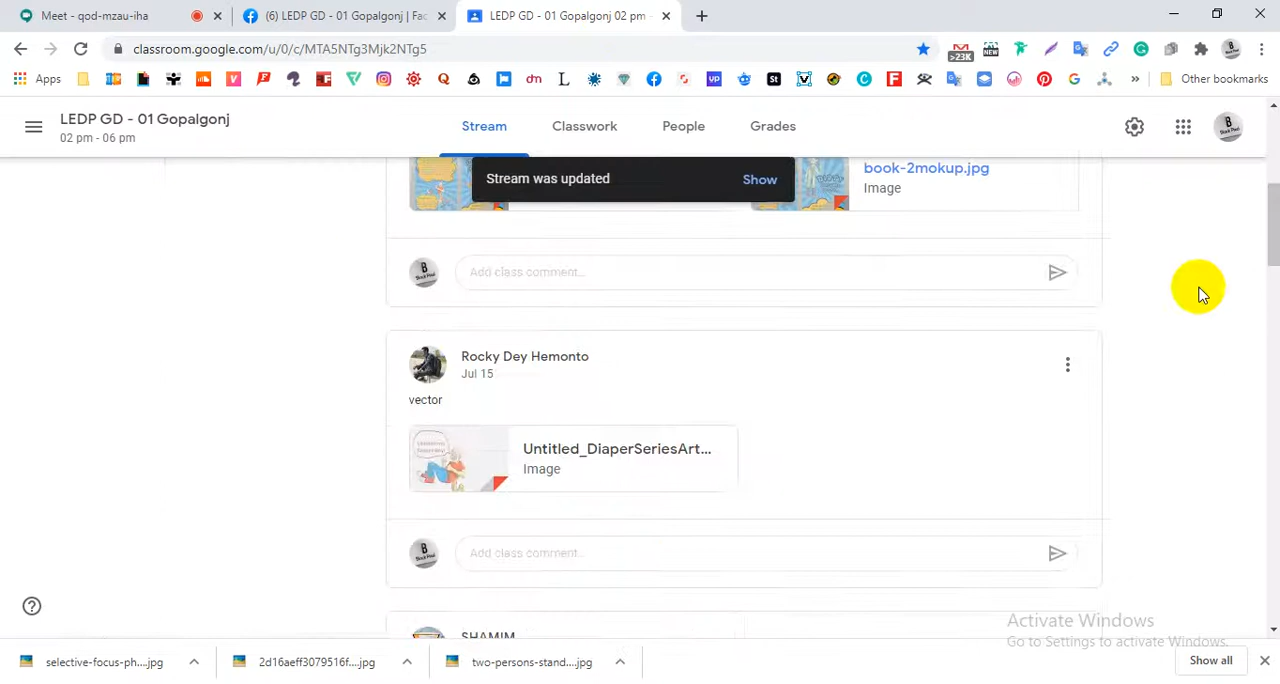 Meet - qod-mzau-iha
(6) LEDP GD - 01 Gopalgonj | Fac
LEDP GD - 01 Gopalgonj 02 pm -
classroom.google.com/u/0/c/MTA5NTg3Mjk2NTg5
>23K
NEW
Apps
Other bookmarks
LEDP GD - 01 Gopalgonj
02 pm - 06 pm
Stream
Classwork
People
Grades
Stream was updated
Show
book-2mokup.jpg
Image
Add class comment...
Rocky Dey Hemonto
Jul 15
vector
Untitled_DiaperSeriesArt...
Image
Add class comment...
SHAMIM
Activate Windows
Go to Settings to activate Windows.
selective-focus-ph....jpg
2d16aeff3079516f....jpg
two-persons-stand....jpg
Show all